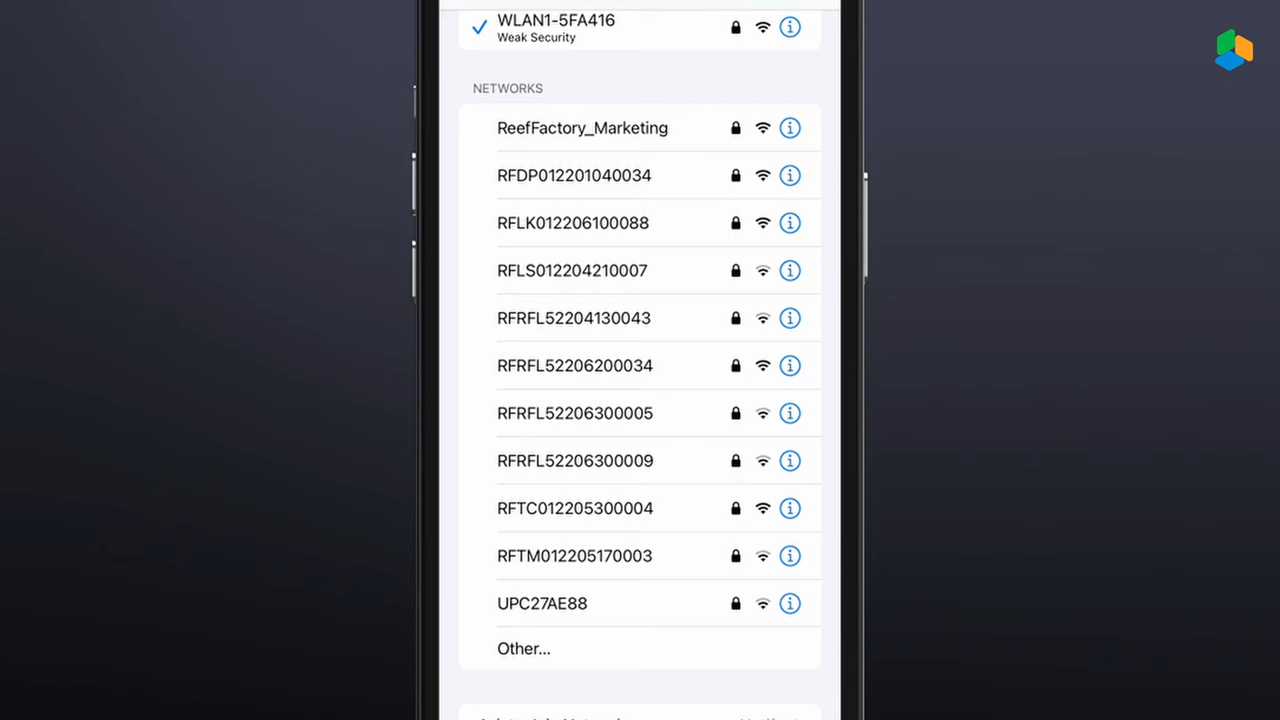 WLAN1-5FA416
Weak Security
NETWORKS
ReefFactory_Marketing
RFDP012201040034
RFLK012206100088
RFLS012204210007
RFRFL52204130043
RFRFL52206200034
RFRFL52206300005
RFRFL52206300009
RFTC012205300004
RFTM012205170003
UPC27AE88
Other...